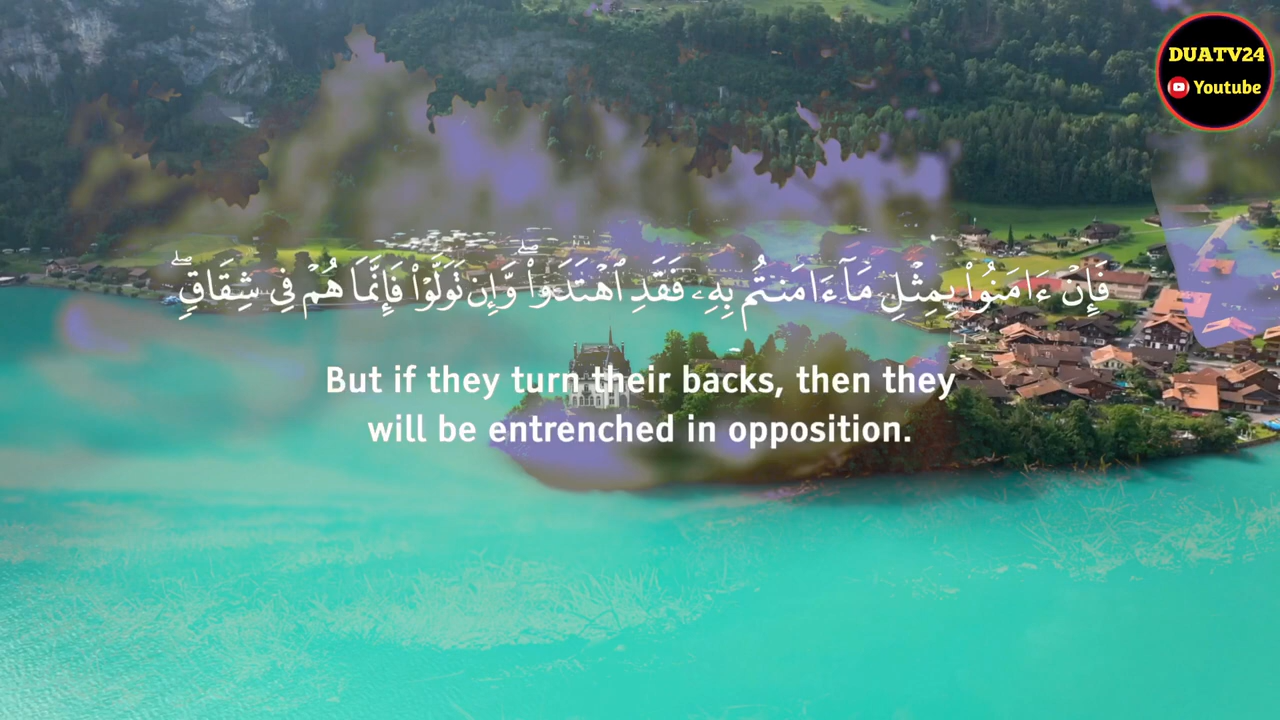 DUATV24
Youtube
فَإِنْ ءَامَنُوا۟ بِمِثْلِ مَآ ءَامَنتُم بِهِۦ فَقَدِ ٱهْتَدَوا۟ ۖ وَّإِن تَوَلَّوْا۟ فَإِنَّمَا هُمْ فِى شِقَاقٍ ۖ
But if they turn their backs, then they
will be entrenched in opposition.